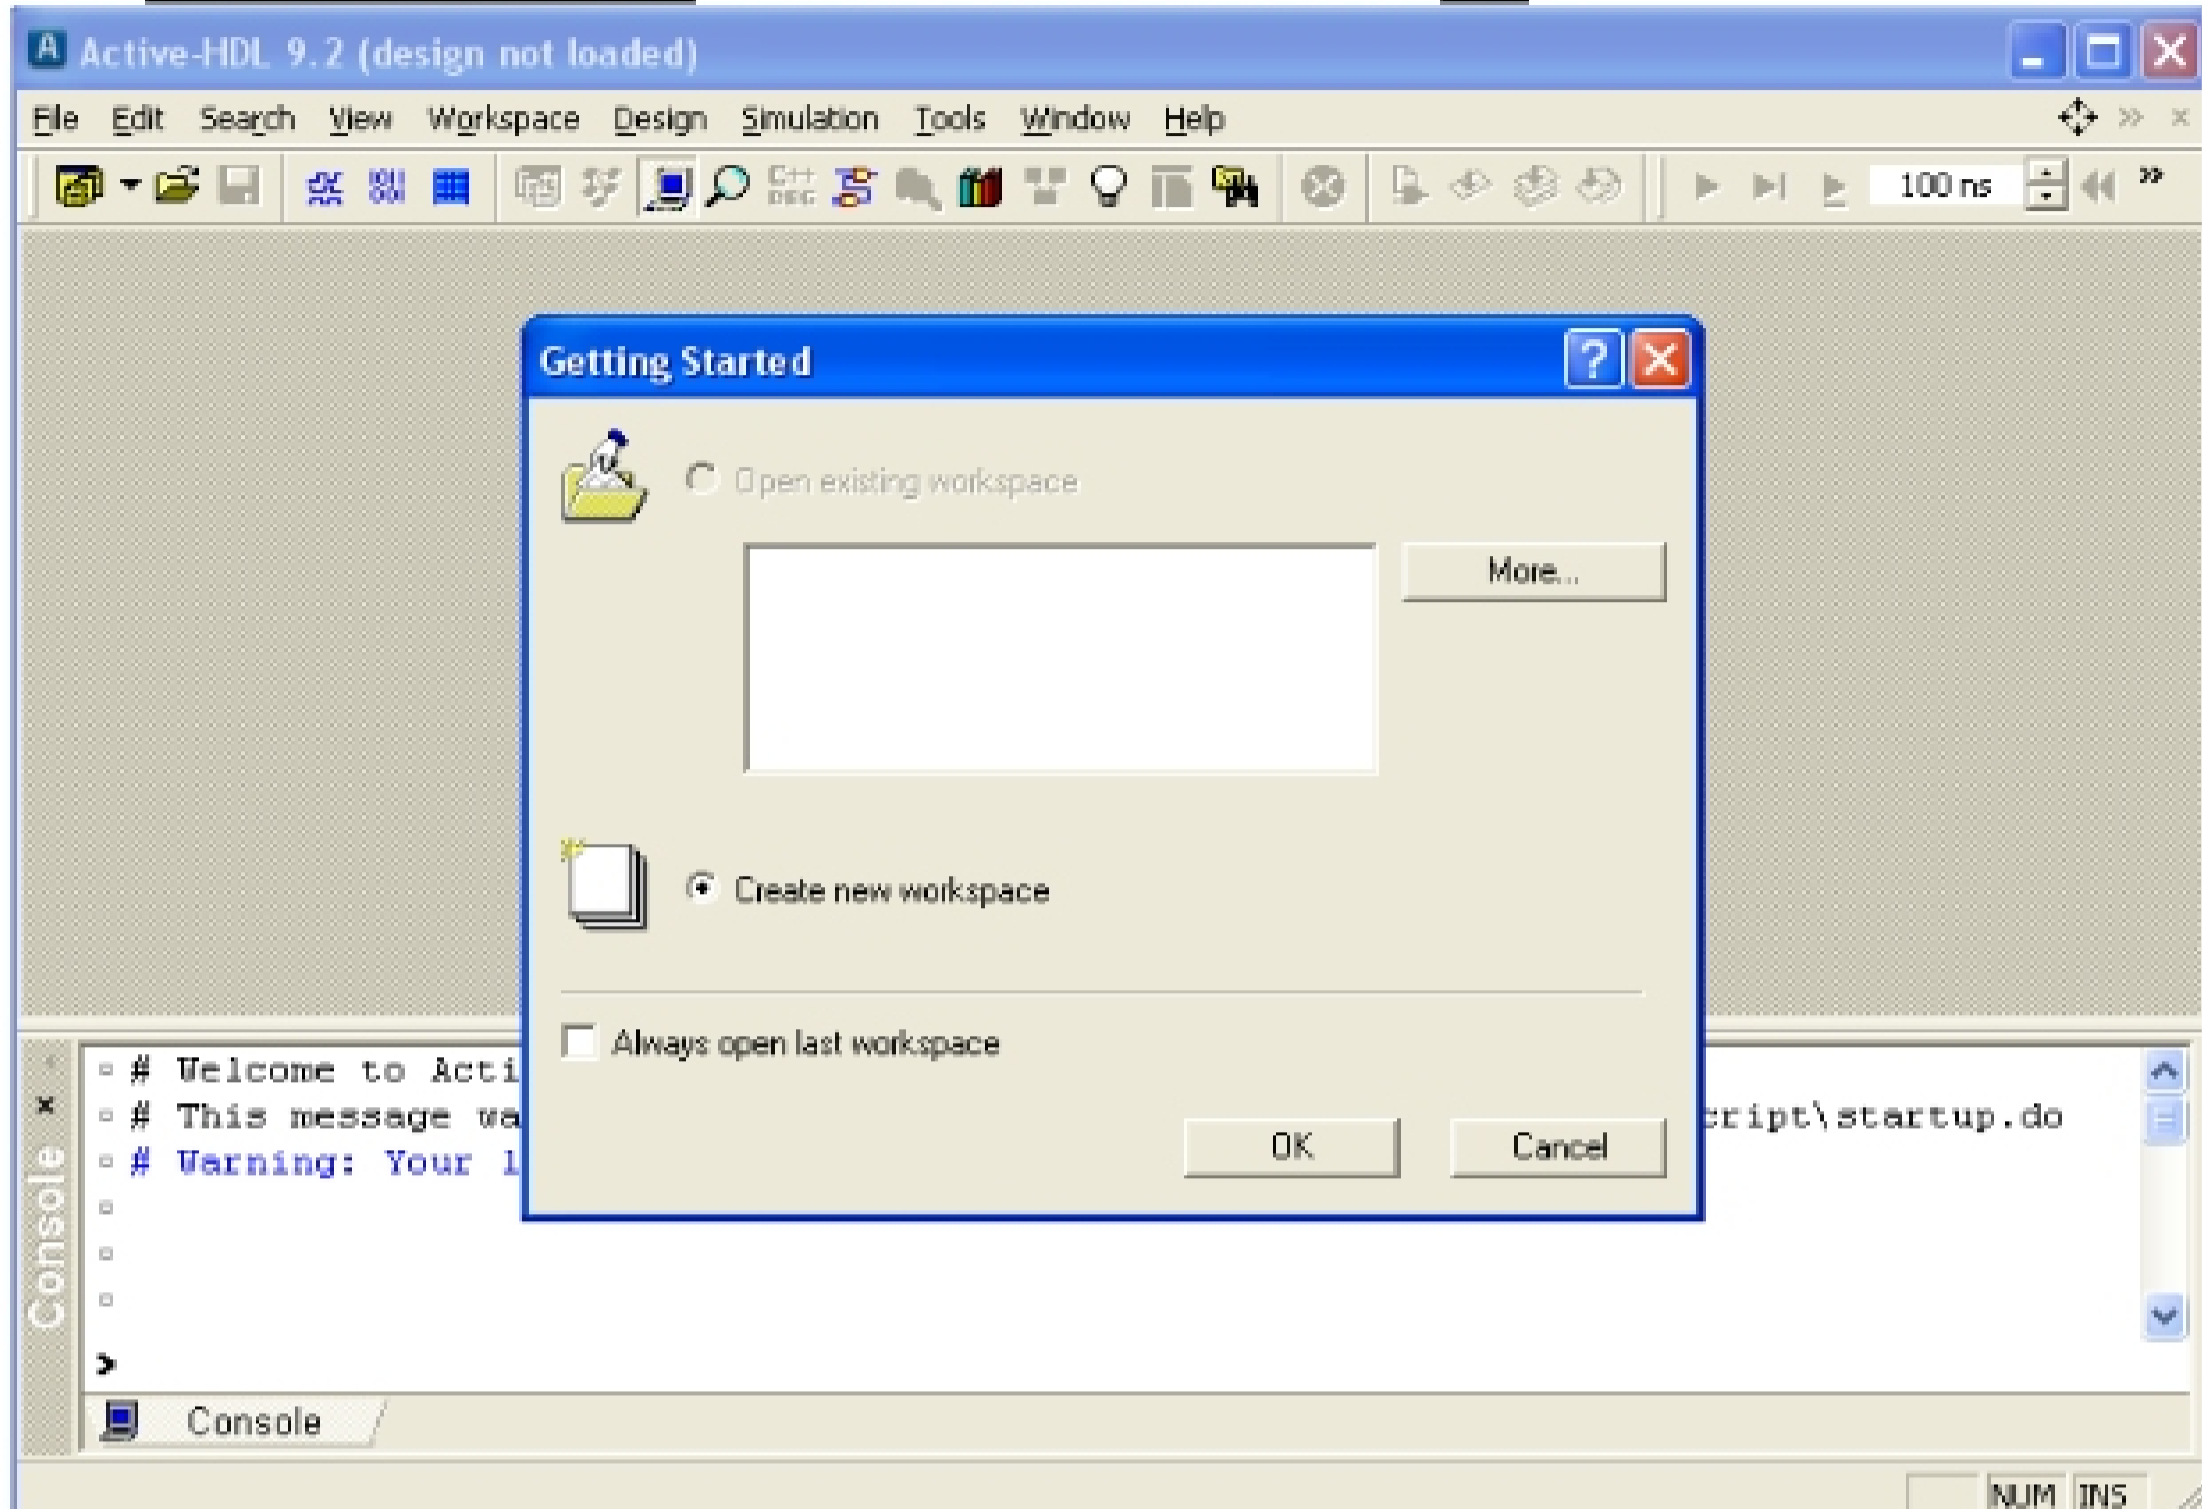 Active-HDL 9.2 (design not loaded)
File Edit Search View Workspace Design Simulation Tools Window Help
100 ns
Getting Started
Open existing workspace
More...
Create new workspace
Always open last workspace
OK Cancel
# Welcome to Acti
# This message wa cript\startup.do
# Warning: Your l
>
Console
Console
NUM INS